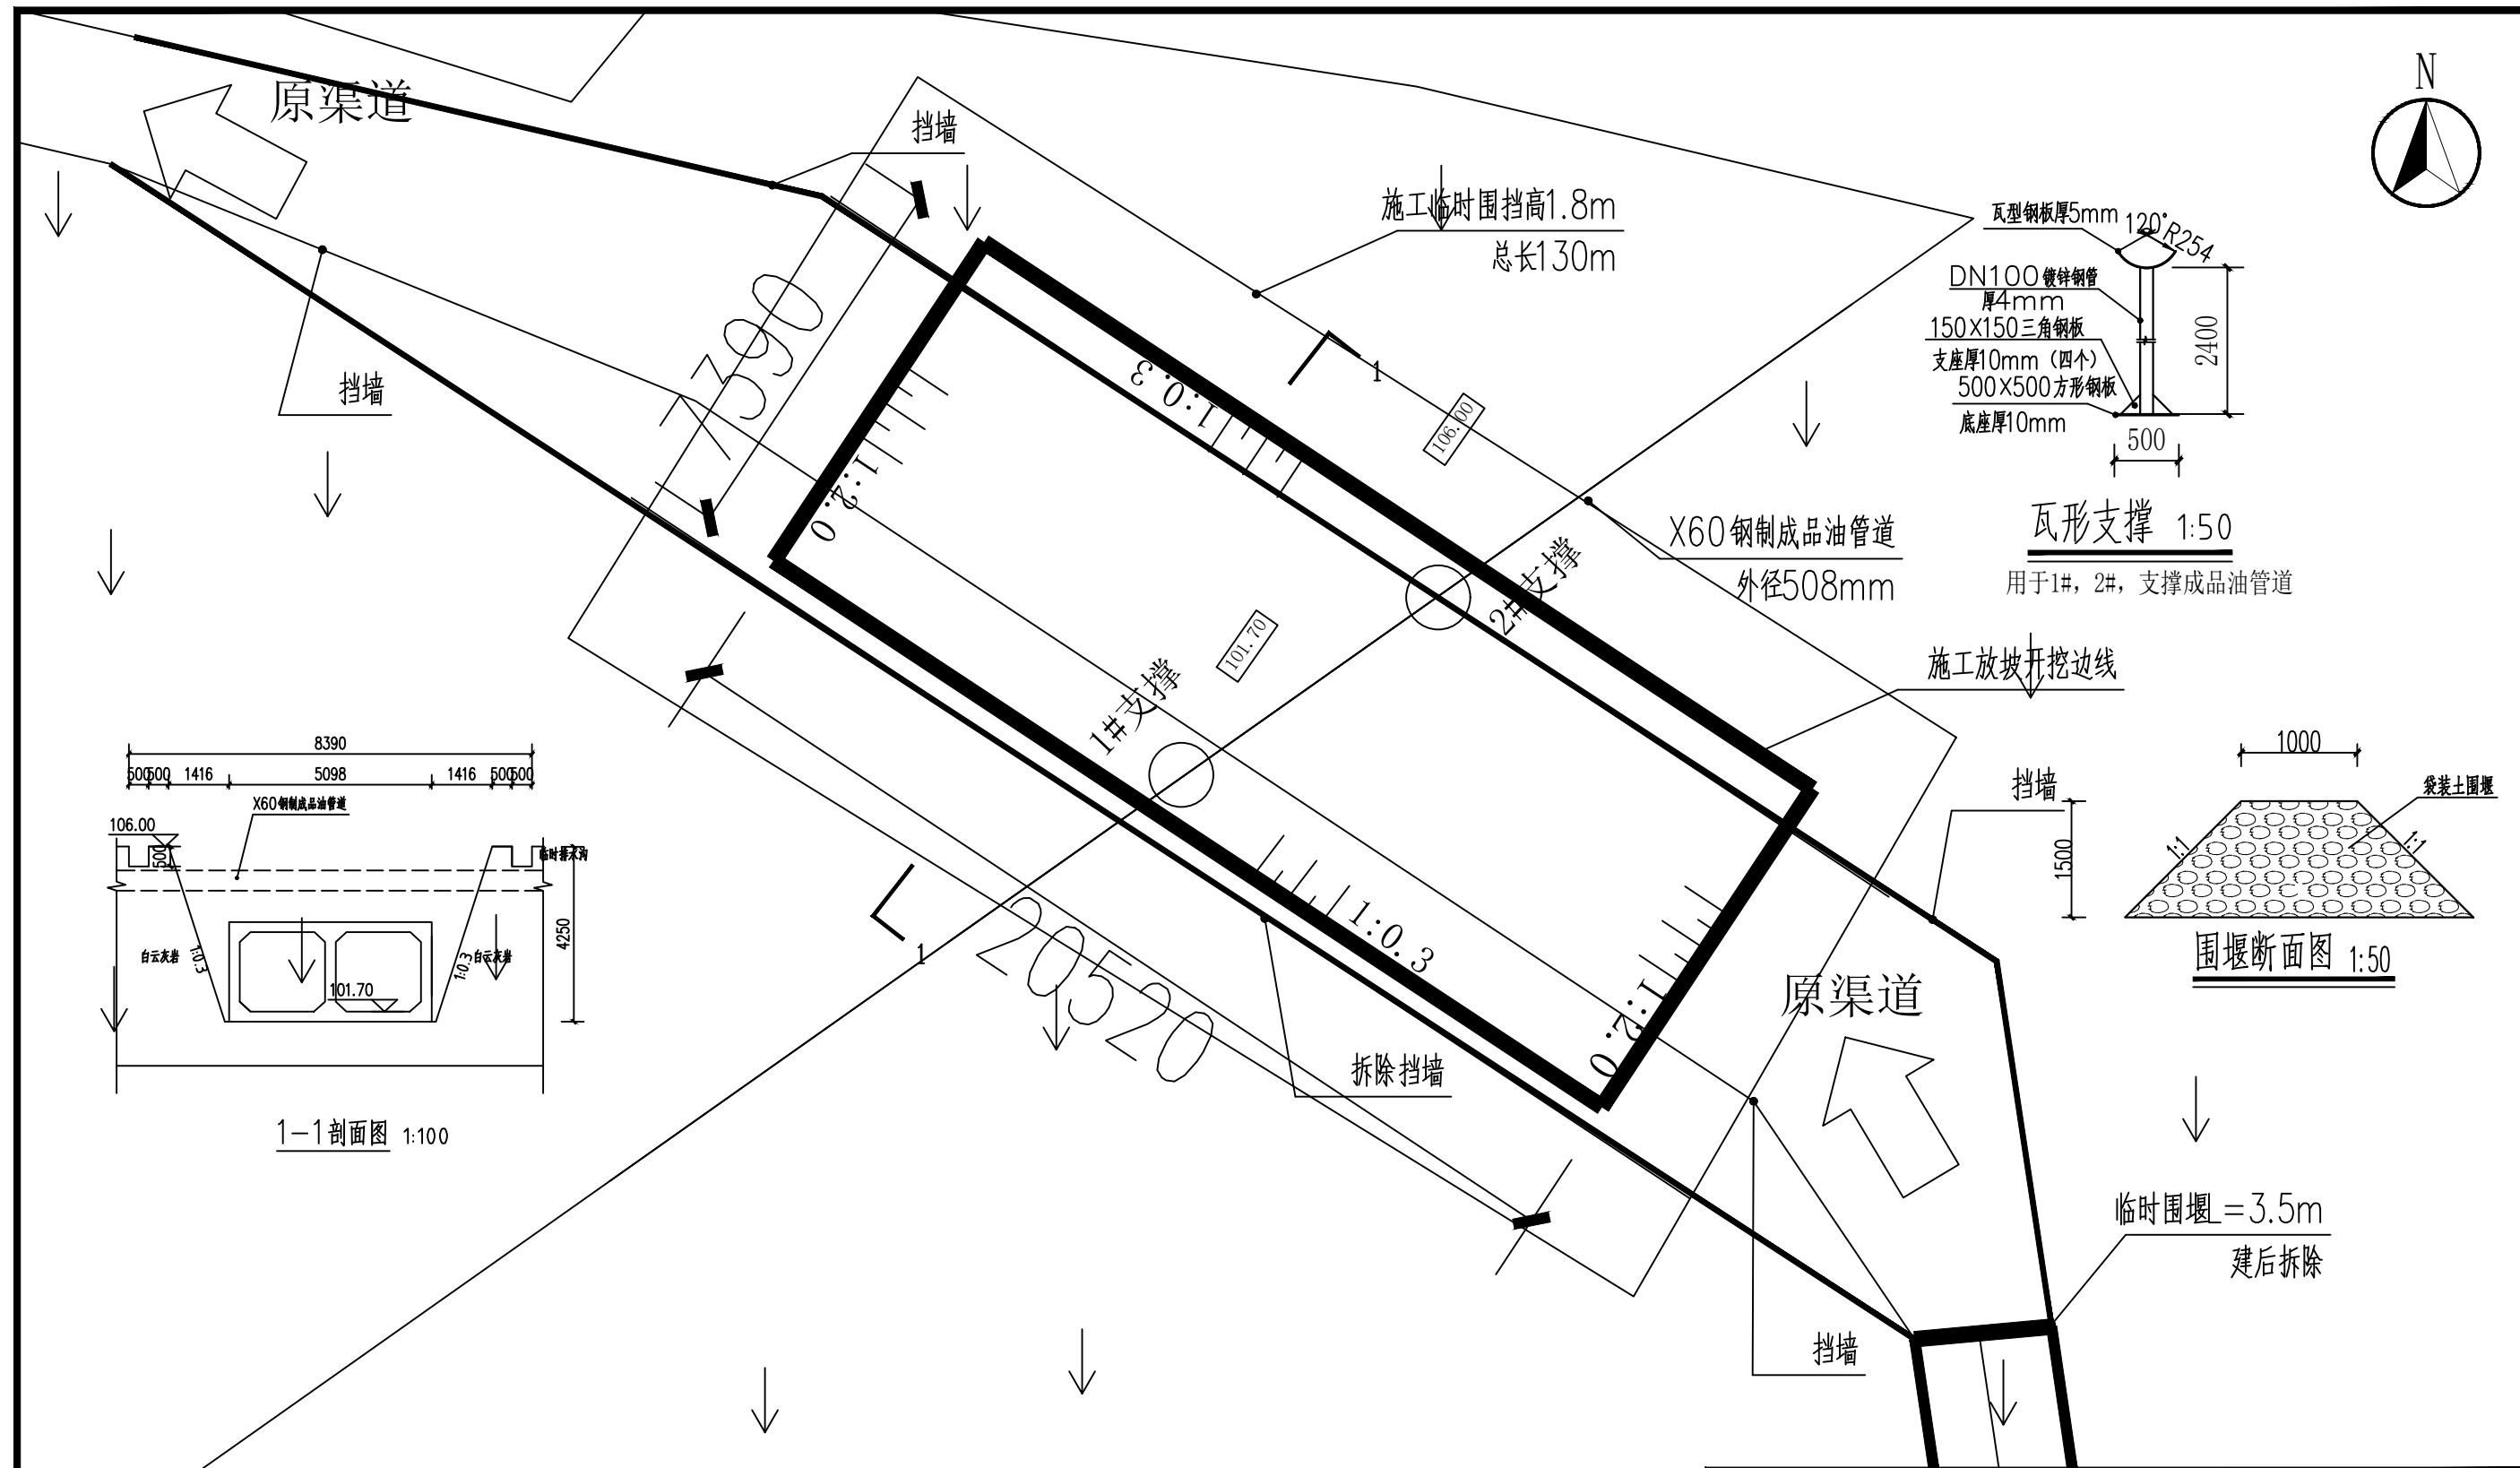 原渠道
挡墙
施工临时围挡高1.8m
总长130m
N
瓦型钢板厚5mm
120°
R254
DN100镀锌钢管
厚4mm
150X150三角钢板
支座厚10mm（四个）
500X500方形钢板
底座厚10mm
2400
500
瓦形支撑 1:50
用于1#，2#，支撑成品油管道
挡墙
7390
1:0.3
1
106.00
1:2.0
X60钢制成品油管道
外径508mm
2#支撑
101.70
1#支撑
施工放坡开挖边线
8390
500
500
1416
5098
1416
500
500
X60钢制成品油管道
106.00
500
临时排水沟
白云灰岩
1:0.3
1:0.3
白云灰岩
4250
101.70
1-1剖面图 1:100
1000
挡墙
袋装土围堰
1:1
1:1
1500
围堰断面图 1:50
1
20520
1:0.3
1:2.0
原渠道
拆除挡墙
临时围堰L=3.5m
建后拆除
挡墙